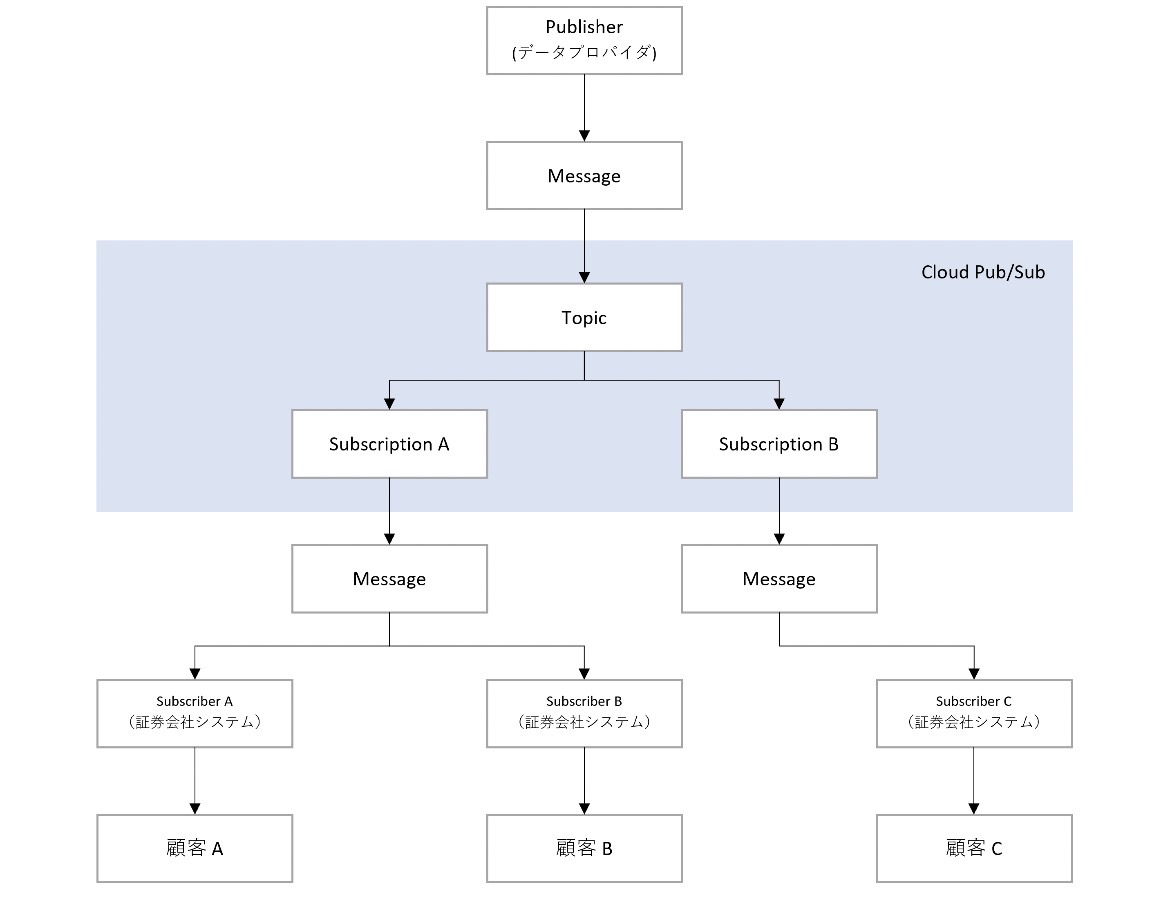 Publisher
(データプロバイダ)
Message
Cloud Pub/Sub
Topic
Subscription A
Subscription B
Message
Message
Subscriber A
（証券会社システム）
Subscriber B
（証券会社システム）
Subscriber C
（証券会社システム）
顧客 A
顧客 B
顧客 C